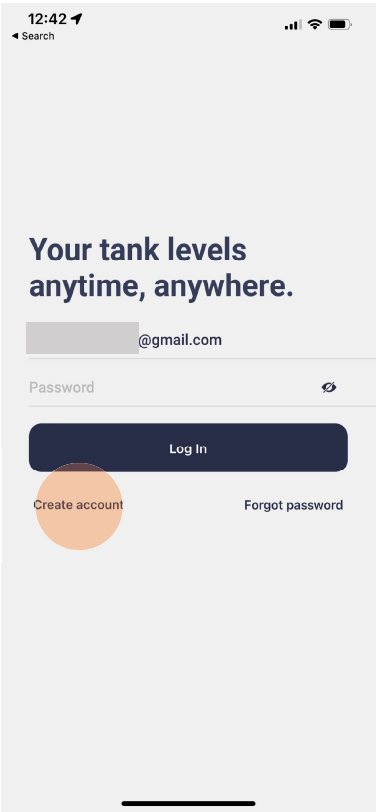 12:42
Search
Your tank levels
anytime, anywhere.
@gmail.com
Password
Log In
Create account
Forgot password